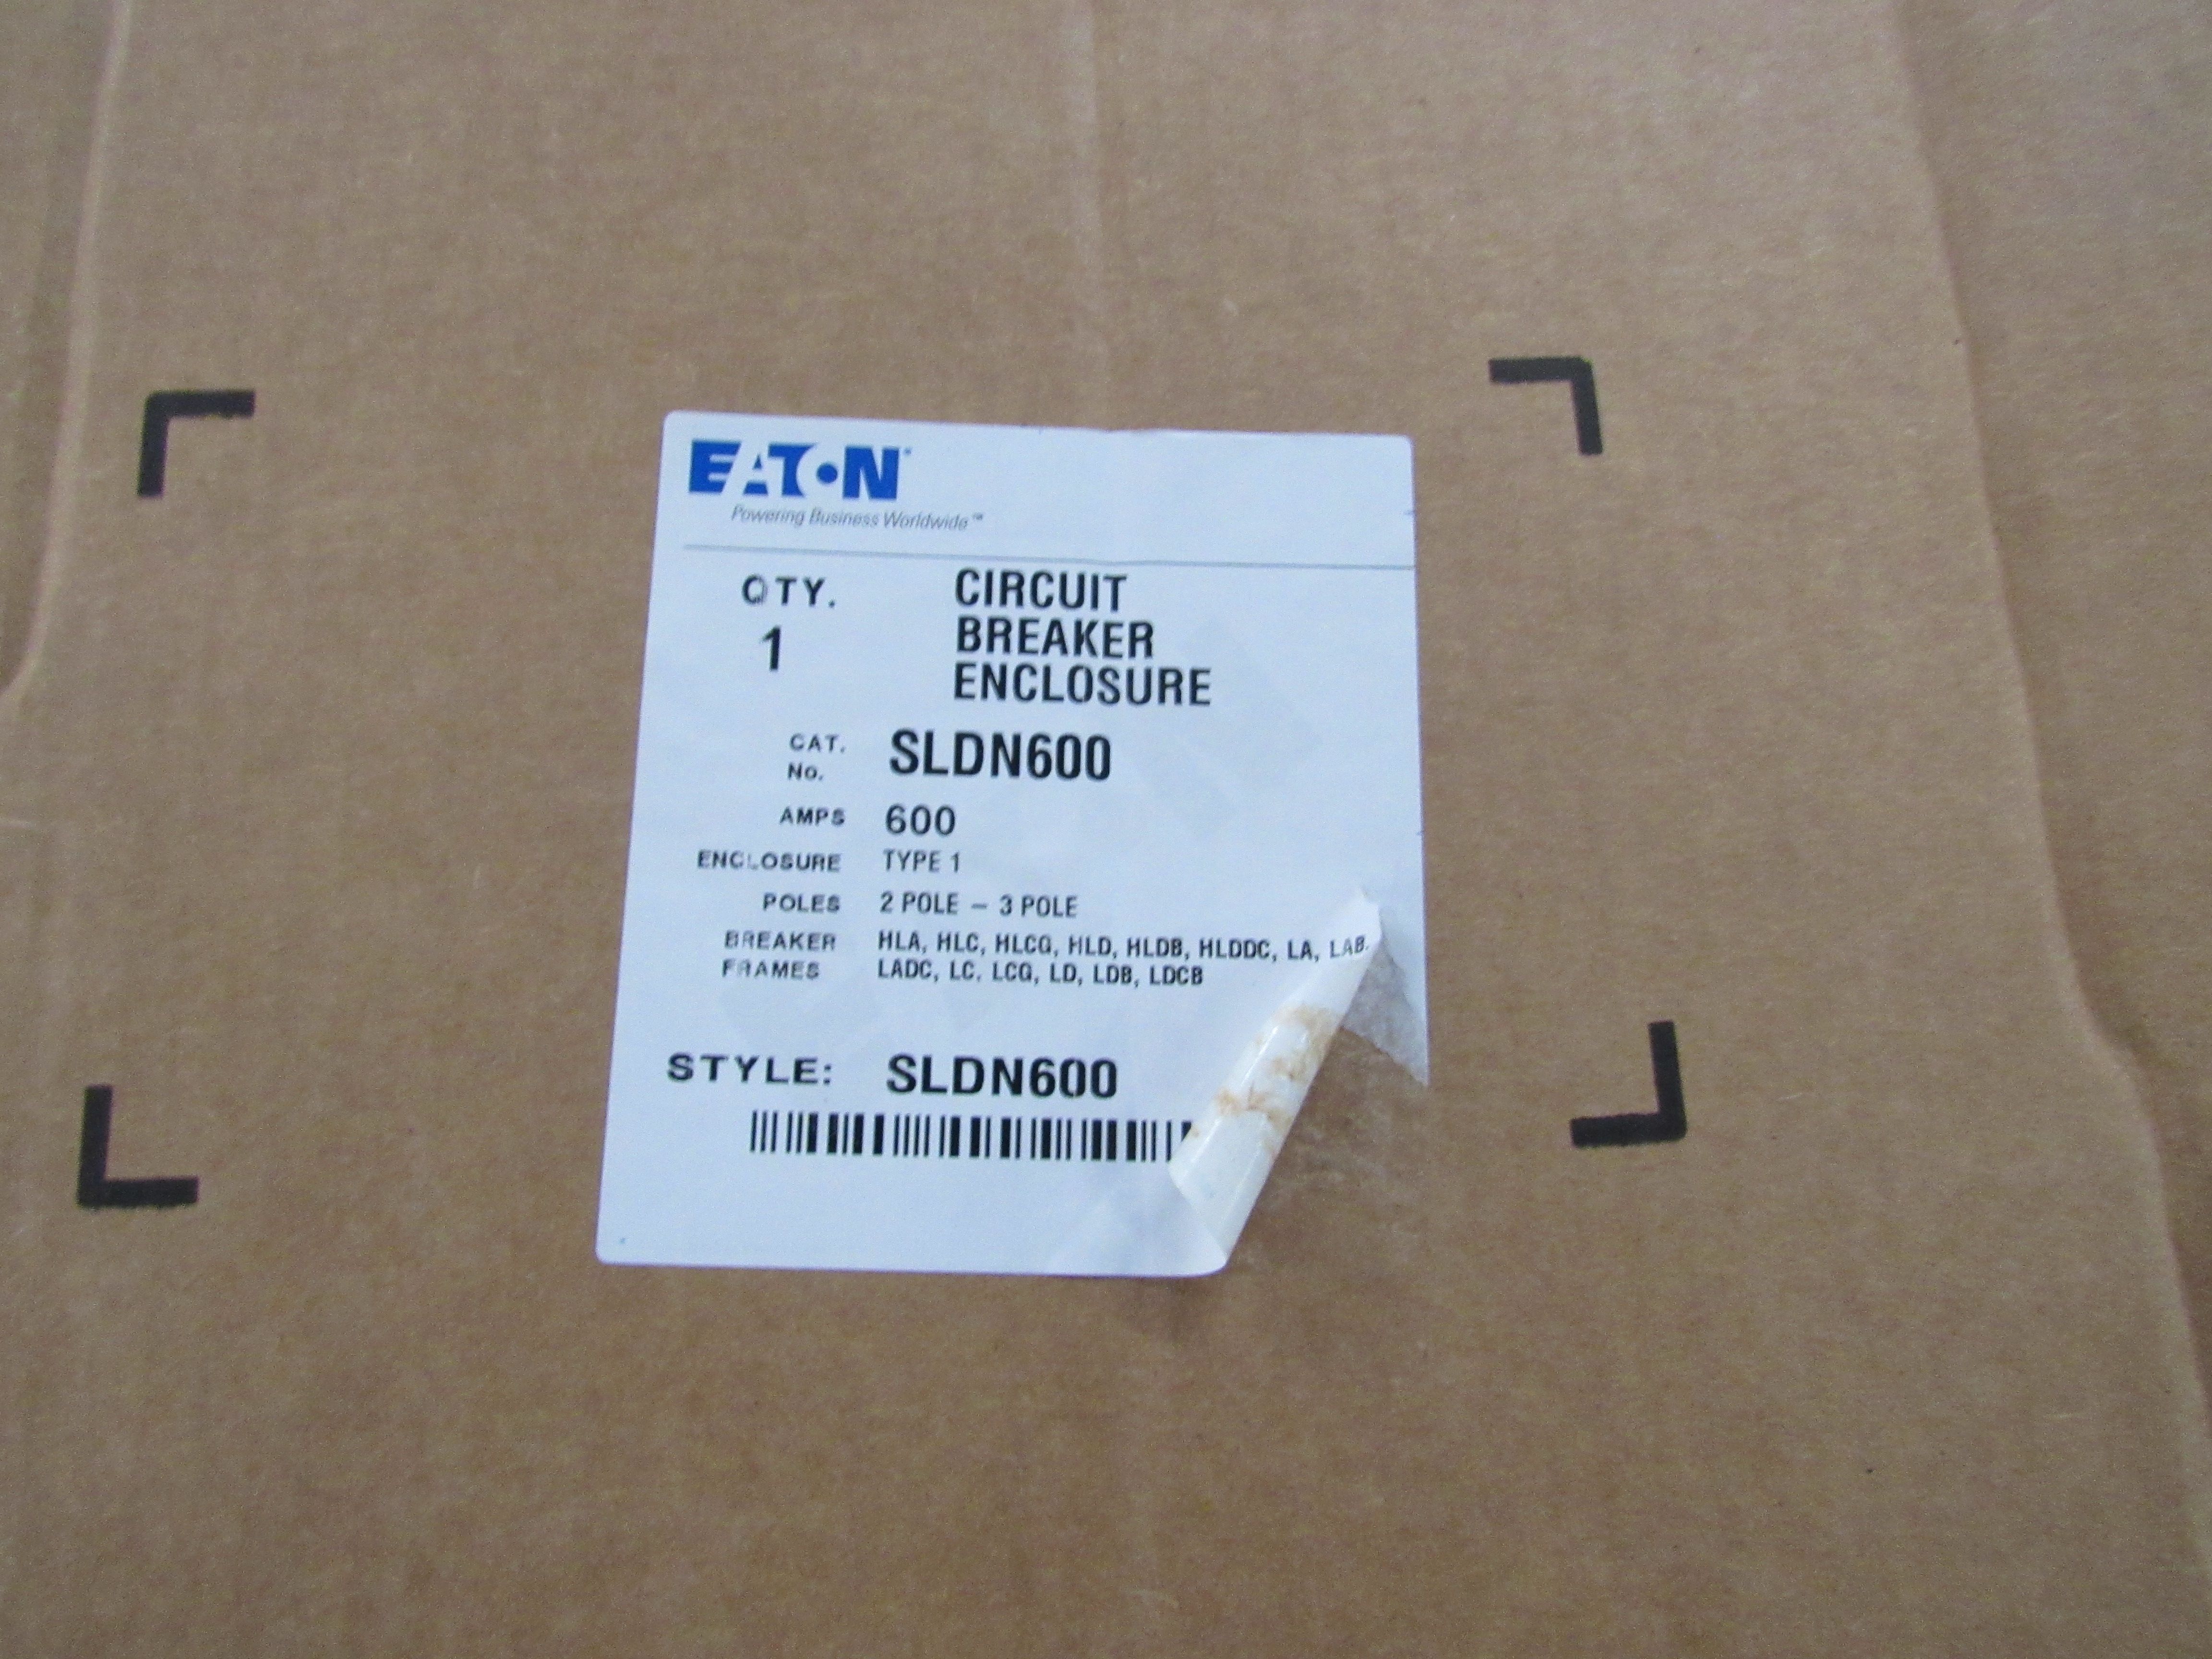 EATON
Powering Business Worldwide™
QTY. CIRCUIT
1 BREAKER
ENCLOSURE
CAT. No. SLDN600
AMPS 600
ENCLOSURE TYPE 1
POLES 2 POLE – 3 POLE
BREAKER HLA, HLC, HLCG, HLD, HLDB, HLDDC, LA, LAB,
FRAMES LADC, LC, LCG, LD, LDB, LDCB
STYLE: SLDN600